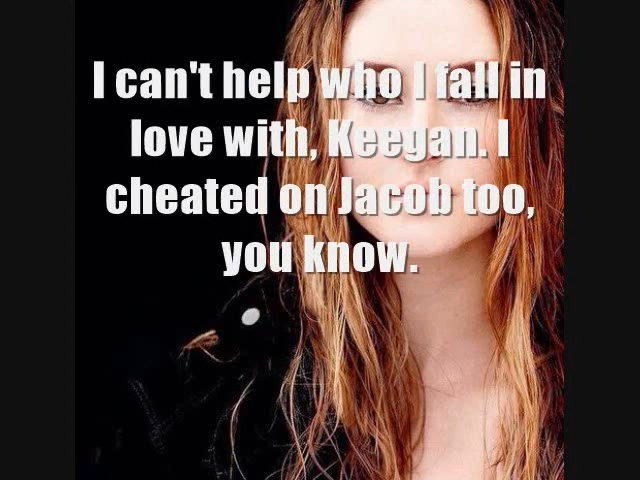 I can't help who I fall in
love with, Keegan. I
cheated on Jacob too,
you know.